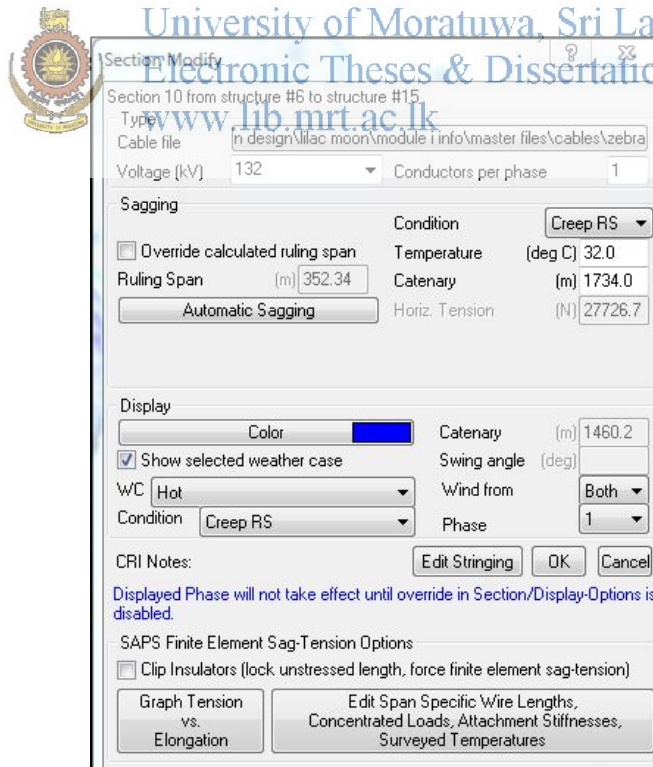 University of Moratuwa, Sri La
Electronic Theses & Dissertatio
www.lib.mrt.ac.lk
Section Modify
Section 10 from structure #6 to structure #15
Type
Cable file n design\lilac moon\module i info\master files\cables\zebra
Voltage (kV) 132 Conductors per phase 1
Sagging
Condition Creep RS
Override calculated ruling span Temperature (deg C) 32.0
Ruling Span (m) 352.34 Catenary (m) 1734.0
Automatic Sagging Horiz. Tension (N) 27726.7
Display
Color Catenary (m) 1460.2
Show selected weather case Swing angle (deg)
WC Hot Wind from Both
Condition Creep RS Phase 1
CRI Notes: Edit Stringing OK Cancel
Displayed Phase will not take effect until override in Section/Display-Options is
disabled.
SAPS Finite Element Sag-Tension Options
Clip Insulators (lock unstressed length, force finite element sag-tension)
Graph Tension
vs.
Elongation
Edit Span Specific Wire Lengths,
Concentrated Loads, Attachment Stiffnesses,
Surveyed Temperatures